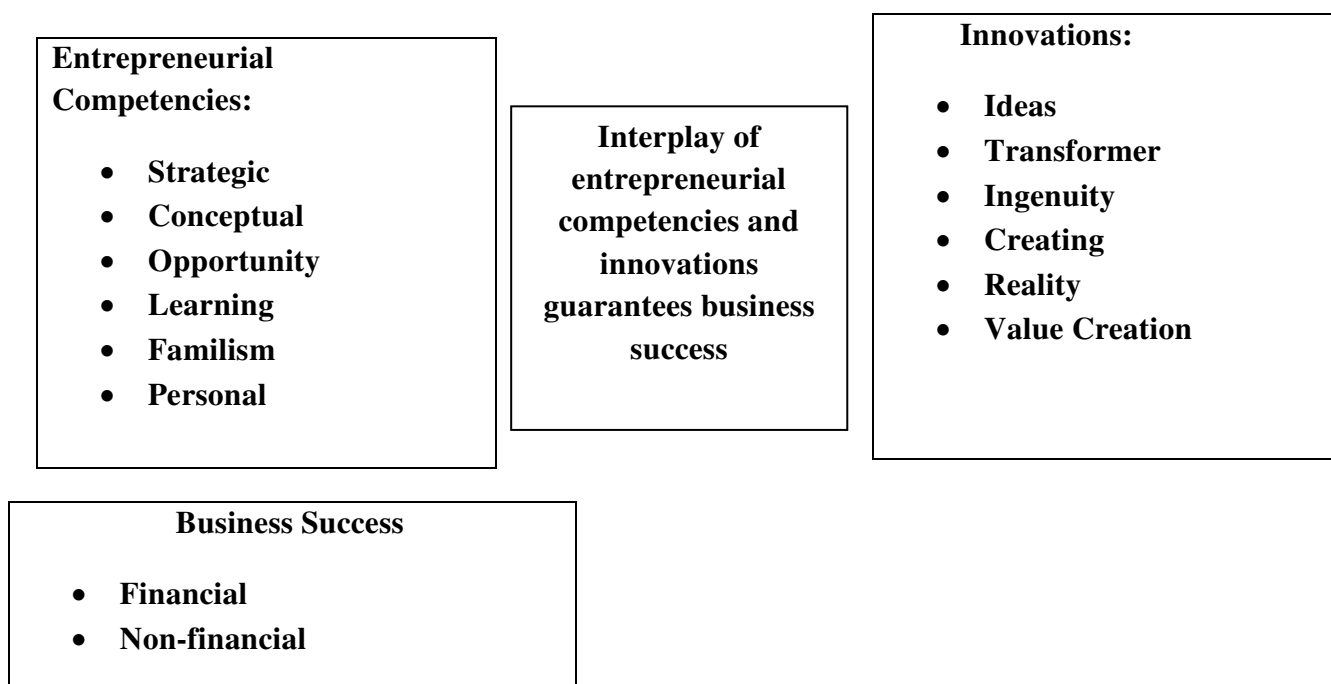 Entrepreneurial
Competencies:
• Strategic
• Conceptual
• Opportunity
• Learning
• Familism
• Personal
Interplay of
entrepreneurial
competencies and
innovations
guarantees business
success
Innovations:
• Ideas
• Transformer
• Ingenuity
• Creating
• Reality
• Value Creation
Business Success
• Financial
• Non-financial